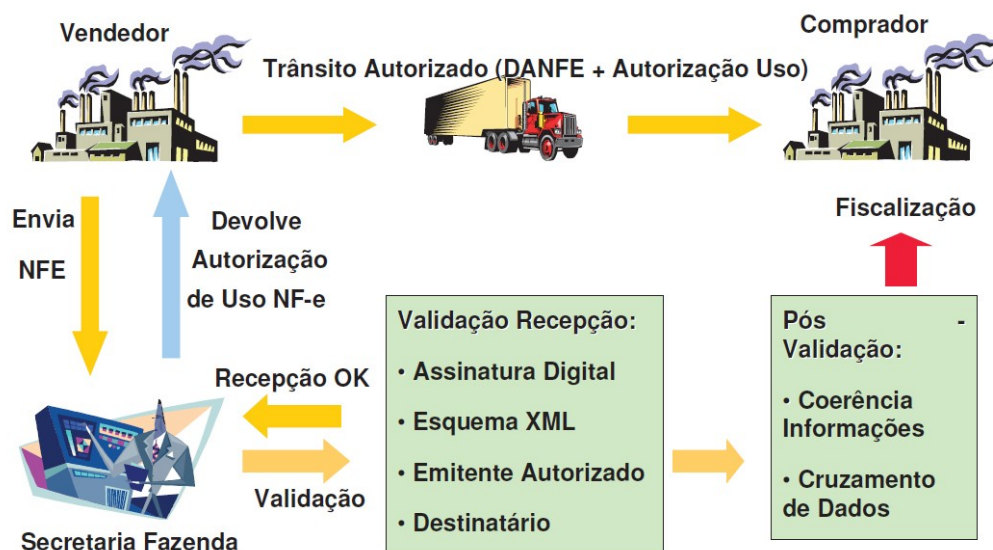 Vendedor
Comprador
Trânsito Autorizado (DANFE + Autorização Uso)
Envia
NFE
Devolve
Autorização
de Uso NF-e
Fiscalização
Recepção OK
Validação
Secretaria Fazenda
Validação Recepção:
• Assinatura Digital
• Esquema XML
• Emitente Autorizado
• Destinatário
Pós -
Validação:
• Coerência
Informações
• Cruzamento
de Dados